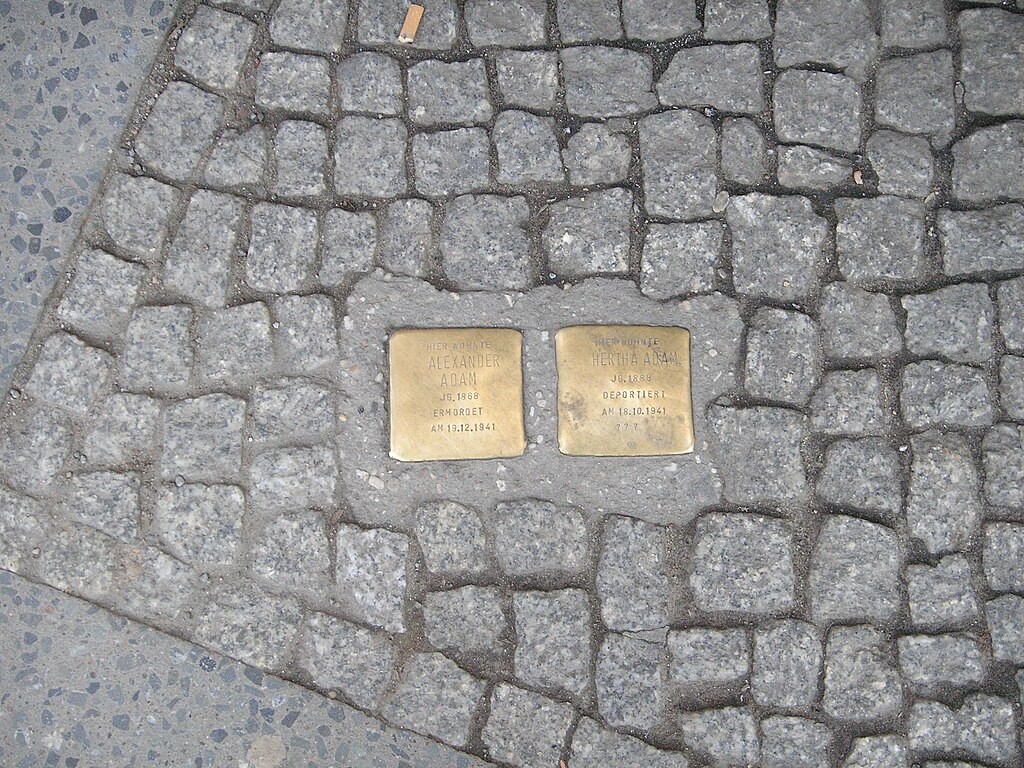 HIER WOHNTE
ALEXANDER
ADAM
JG. 1868
ERMORDET
AM 19.12.1941
HIER WOHNTE
HERTHA ADAM
JG. 1888
DEPORTIERT
AM 18.10.1941
? ? ?